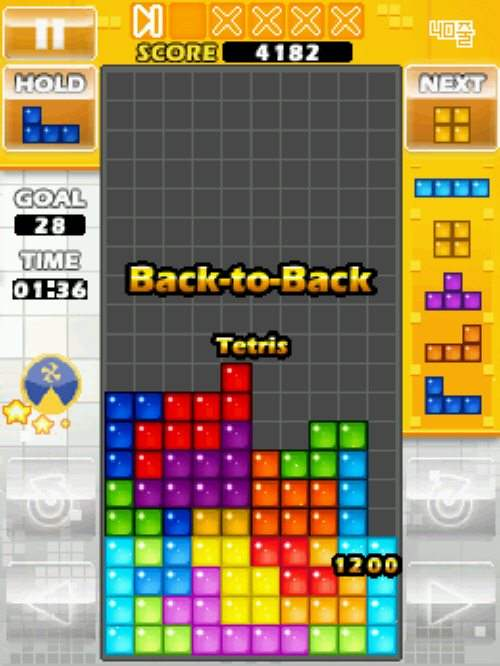 SCORE 4182
40줄
HOLD
NEXT
GOAL
28
TIME
01:36
Back-to-Back
Tetris
1200